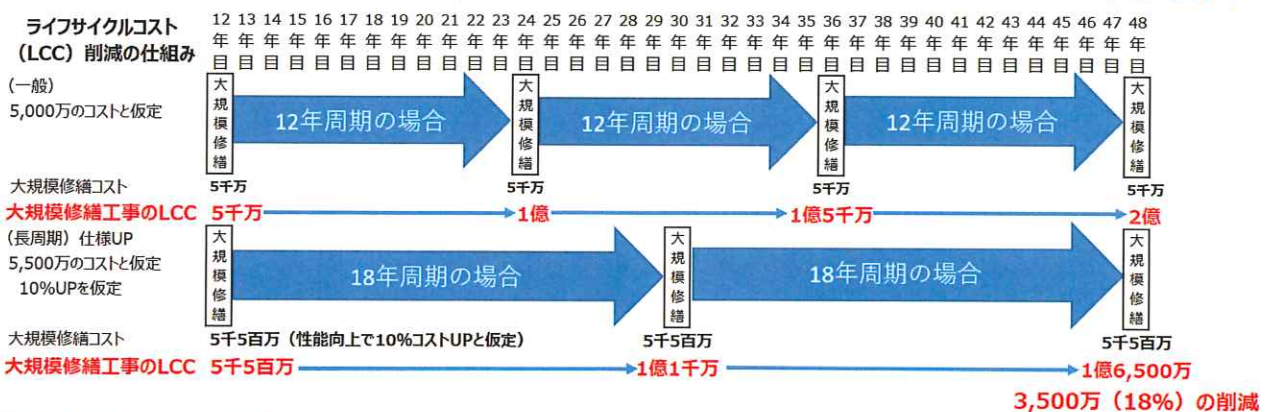 ライフサイクルコスト
(LCC)削減の仕組み
12年目 13年目 14年目 15年目 16年目 17年目 18年目 19年目 20年目 21年目 22年目 23年目 24年目 25年目 26年目 27年目 28年目 29年目 30年目 31年目 32年目 33年目 34年目 35年目 36年目 37年目 38年目 39年目 40年目 41年目 42年目 43年目 44年目 45年目 46年目 47年目 48年目
(一般)
5,000万のコストと仮定
大規模修繕 12年周期の場合 大規模修繕 12年周期の場合 大規模修繕 12年周期の場合 大規模修繕
大規模修繕コスト 5千万 5千万 5千万 5千万
大規模修繕工事のLCC 5千万 1億 1億5千万 2億
(長周期)仕様UP
5,500万のコストと仮定
10%UPを仮定
大規模修繕 18年周期の場合 大規模修繕 18年周期の場合 大規模修繕
大規模修繕コスト 5千5百万(性能向上で10%コストUPと仮定) 5千5百万 5千5百万
大規模修繕工事のLCC 5千5百万 1億1千万 1億6,500万
3,500万(18%)の削減